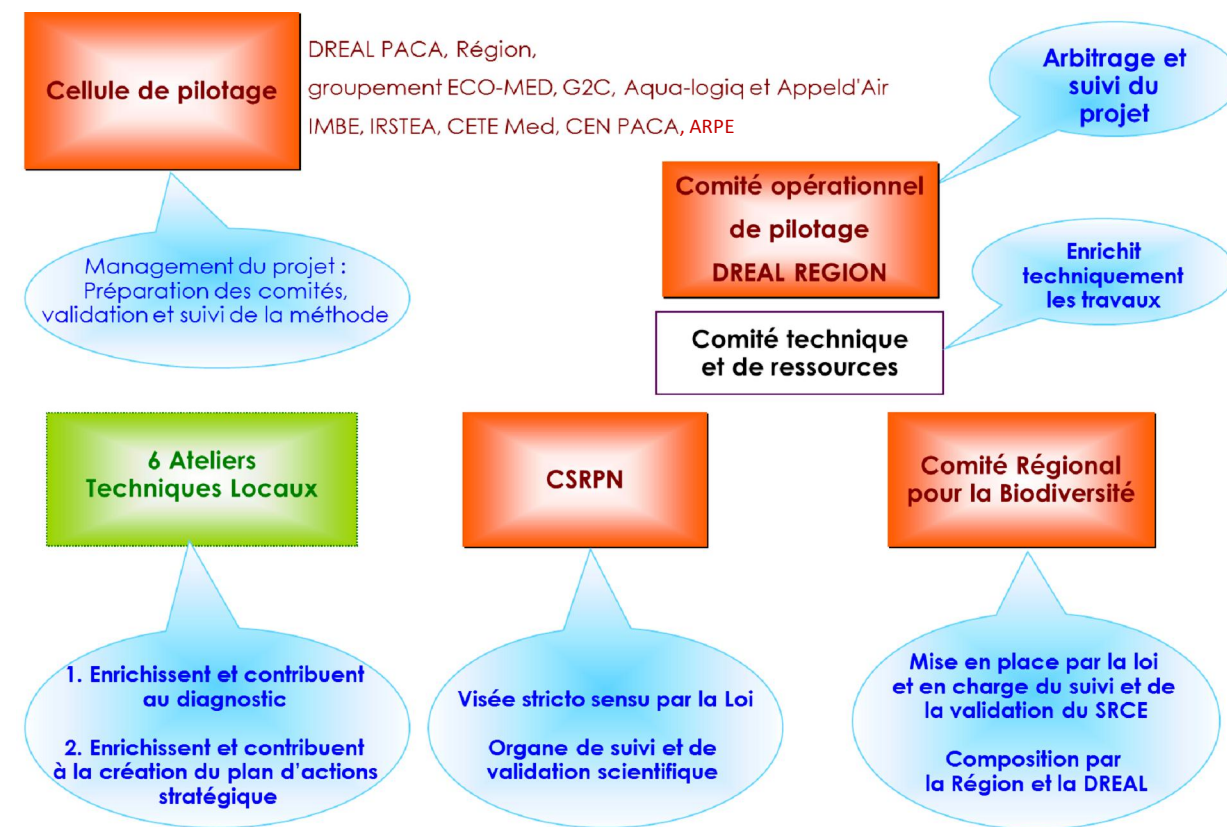 Cellule de pilotage
DREAL PACA, Région,
groupement ECO-MED, G2C, Aqua-logiq et Appeld'Air
IMBE, IRSTEA, CETE Med, CEN PACA, ARPE
Arbitrage et
suivi du
projet
Comité opérationnel
de pilotage
DREAL REGION
Management du projet :
Préparation des comités,
validation et suivi de la méthode
Enrichit
techniquement
les travaux
Comité technique
et de ressources
6 Ateliers
Techniques Locaux
CSRPN
Comité Régional
pour la Biodiversité
1. Enrichissent et contribuent
au diagnostic
2. Enrichissent et contribuent
à la création du plan d'actions
stratégique
Visée stricto sensu par la Loi
Organe de suivi et de
validation scientifique
Mise en place par la loi
et en charge du suivi et de
la validation du SRCE
Composition par
la Région et la DREAL